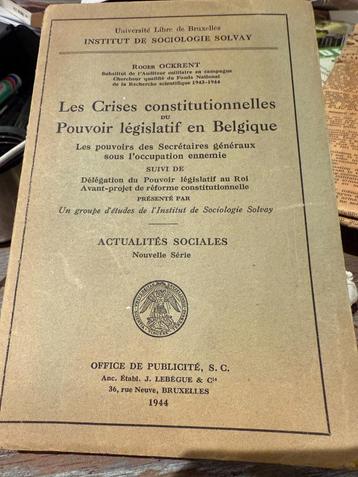 Université Libre de Bruxelles
INSTITUT DE SOCIOLOGIE SOLVAY
ROGER OCKRENT
Substitut de l'Auditeur militaire en campagne
Chercheur qualifié du Fonds National
de la Recherche scientifique 1943-1944
Les Crises constitutionnelles
DU
Pouvoir législatif en Belgique
Les pouvoirs des Secrétaires généraux
sous l'occupation ennemie
SUIVI DE
Délégation du Pouvoir législatif au Roi
Avant-projet de réforme constitutionnelle
PRÉSENTÉ PAR
Un groupe d'études de l'Institut de Sociologie Solvay
ACTUALITÉS SOCIALES
Nouvelle Série
OFFICE DE PUBLICITÉ, S. C.
Anc. Établ. J. LEBÈGUE & Cie
36, rue Neuve, BRUXELLES
1944